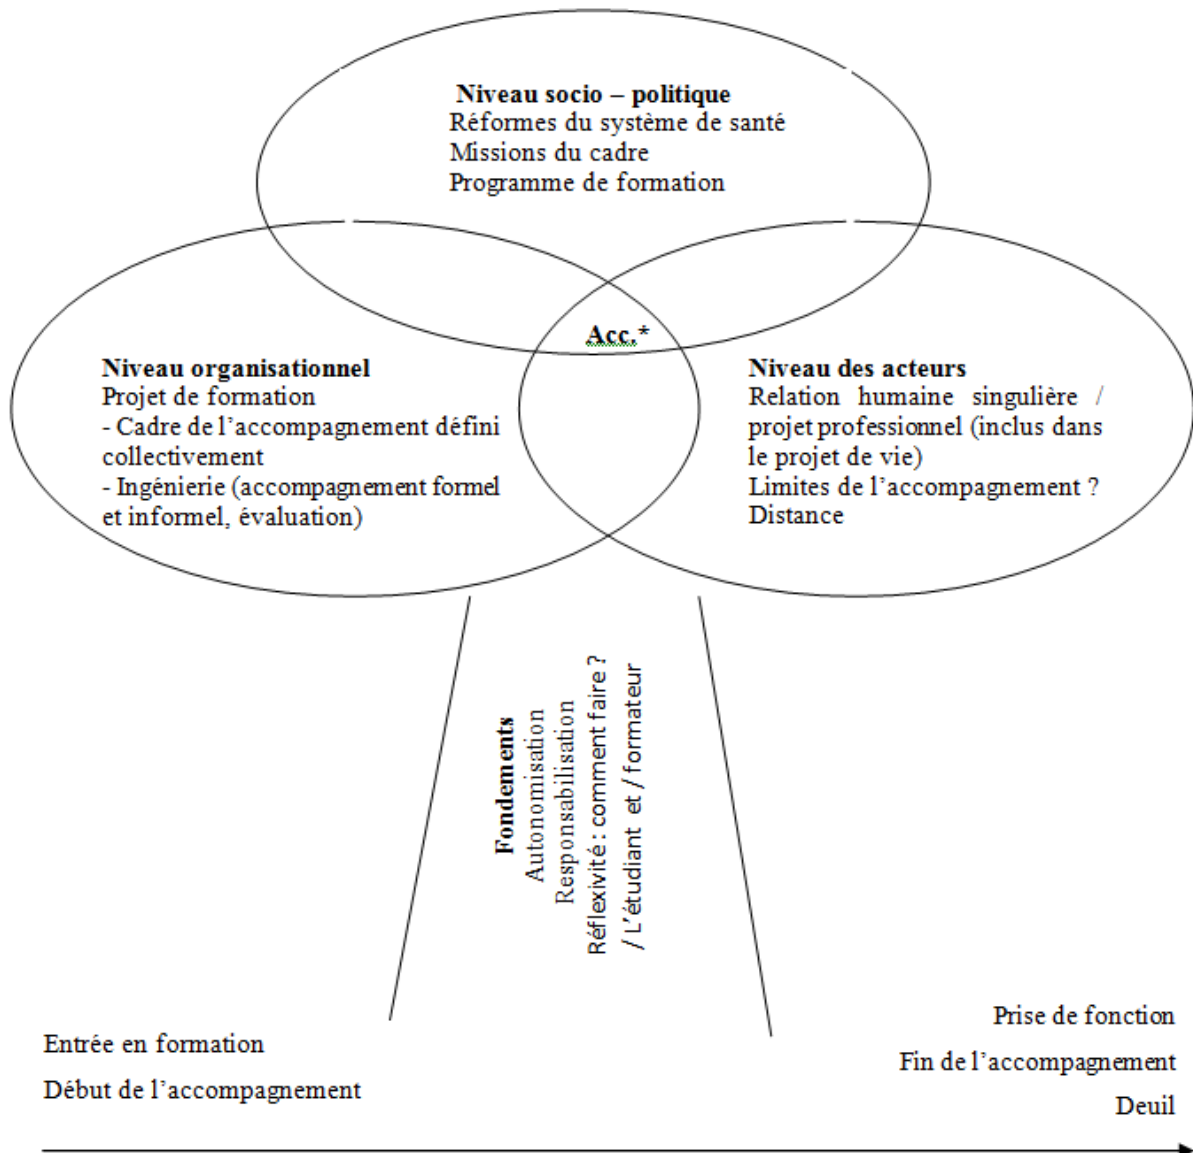 Niveau socio – politique
Réformes du système de santé
Missions du cadre
Programme de formation
Acc.*
Niveau organisationnel
Projet de formation
- Cadre de l’accompagnement défini
collectivement
- Ingénierie (accompagnement formel
et informel, évaluation)
Niveau des acteurs
Relation humaine singulière /
projet professionnel (inclus dans
le projet de vie)
Limites de l’accompagnement ?
Distance
Fondements
Autonomisation
Responsabilisation
Réflexivité : comment faire ?
/ L’étudiant et / formateur
Entrée en formation
Début de l’accompagnement
Prise de fonction
Fin de l’accompagnement
Deuil